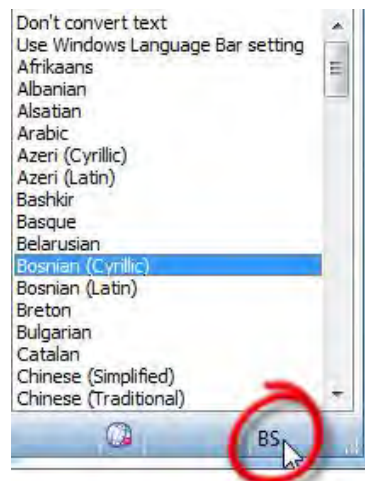 Don't convert text
Use Windows Language Bar setting
Afrikaans
Albanian
Alsatian
Arabic
Azeri (Cyrillic)
Azeri (Latin)
Bashkir
Basque
Belarusian
Bosnian (Cyrillic)
Bosnian (Latin)
Breton
Bulgarian
Catalan
Chinese (Simplified)
Chinese (Traditional)
BS